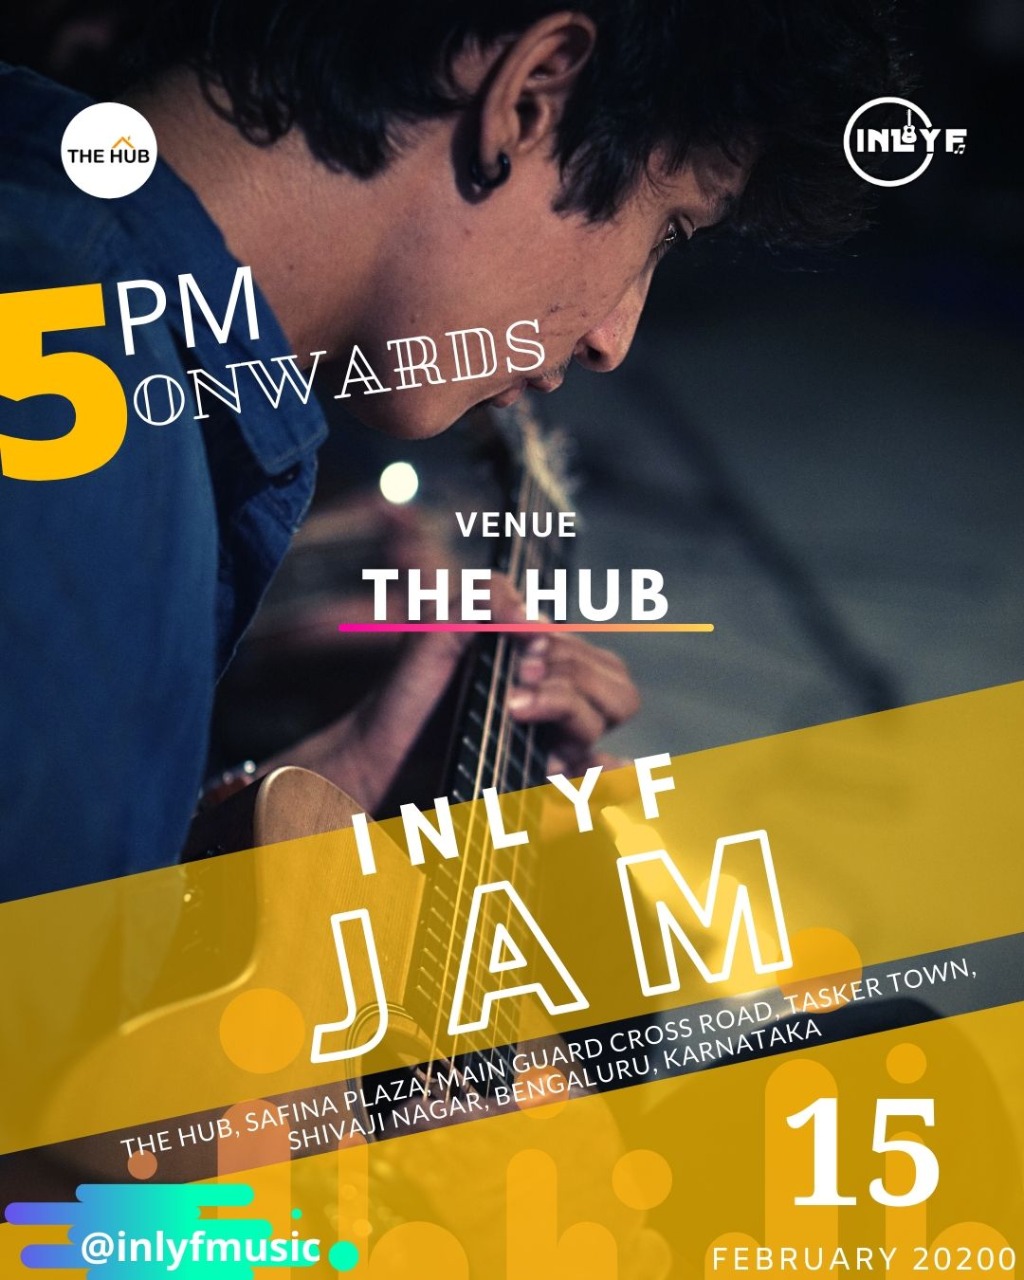 THE HUB
INLYF
5 PM
ONWARDS
VENUE
THE HUB
INLYF
JAM
THE HUB, SAFINA PLAZA, MAIN GUARD CROSS ROAD, TASKER TOWN,
SHIVAJI NAGAR, BENGALURU, KARNATAKA
15
FEBRUARY 20200
@inlyfmusic